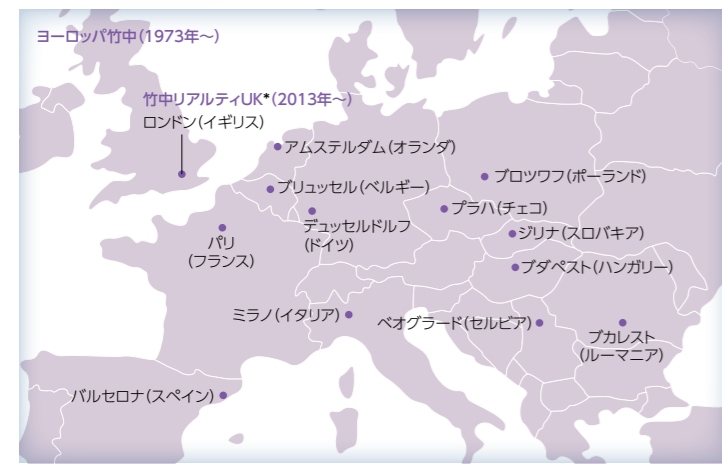 ヨーロッパ竹中(1973年〜)
竹中リアルティUK*(2013年〜)
ロンドン(イギリス)
アムステルダム(オランダ)
ブロツワフ(ポーランド)
ブリュッセル(ベルギー)
プラハ(チェコ)
デュッセルドルフ
(ドイツ)
パリ
(フランス)
ジリナ(スロバキア)
ブダペスト(ハンガリー)
ミラノ(イタリア)
ベオグラード(セルビア)
ブカレスト
(ルーマニア)
バルセロナ(スペイン)